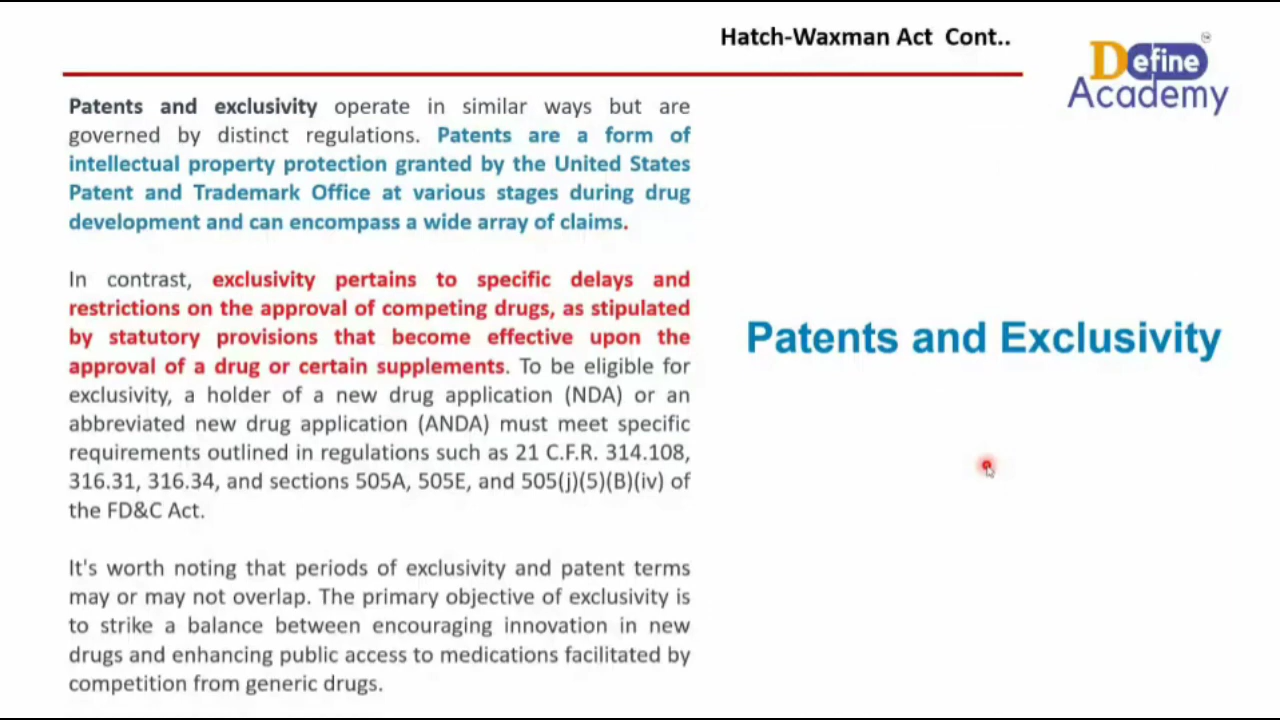 Hatch-Waxman Act Cont..
Define
Academy
Patents and exclusivity operate in similar ways but are
governed by distinct regulations. Patents are a form of
intellectual property protection granted by the United States
Patent and Trademark Office at various stages during drug
development and can encompass a wide array of claims.
In contrast, exclusivity pertains to specific delays and
restrictions on the approval of competing drugs, as stipulated
by statutory provisions that become effective upon the
approval of a drug or certain supplements. To be eligible for
exclusivity, a holder of a new drug application (NDA) or an
abbreviated new drug application (ANDA) must meet specific
requirements outlined in regulations such as 21 C.F.R. 314.108,
316.31, 316.34, and sections 505A, 505E, and 505(j)(5)(B)(iv) of
the FD&C Act.
It's worth noting that periods of exclusivity and patent terms
may or may not overlap. The primary objective of exclusivity is
to strike a balance between encouraging innovation in new
drugs and enhancing public access to medications facilitated by
competition from generic drugs.
Patents and Exclusivity